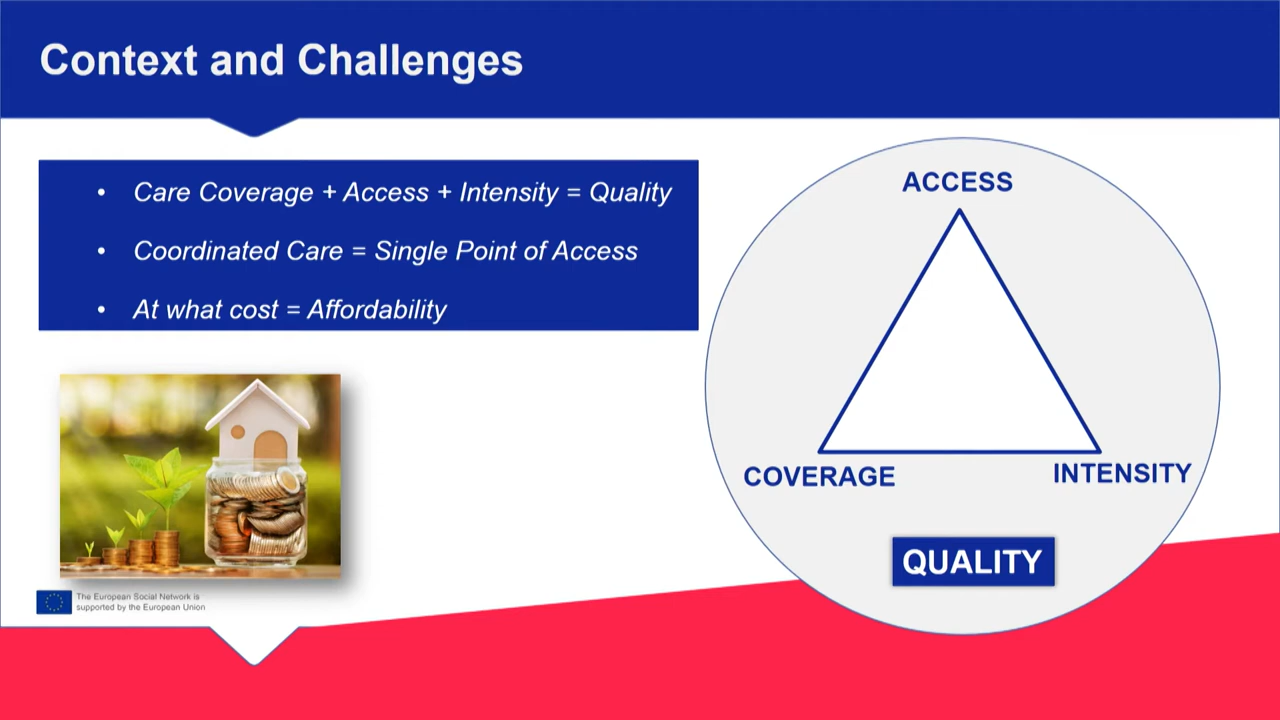 Context and Challenges
• Care Coverage + Access + Intensity = Quality
• Coordinated Care = Single Point of Access
• At what cost = Affordability
ACCESS
COVERAGE
INTENSITY
QUALITY
The European Social Network is
supported by the European Union